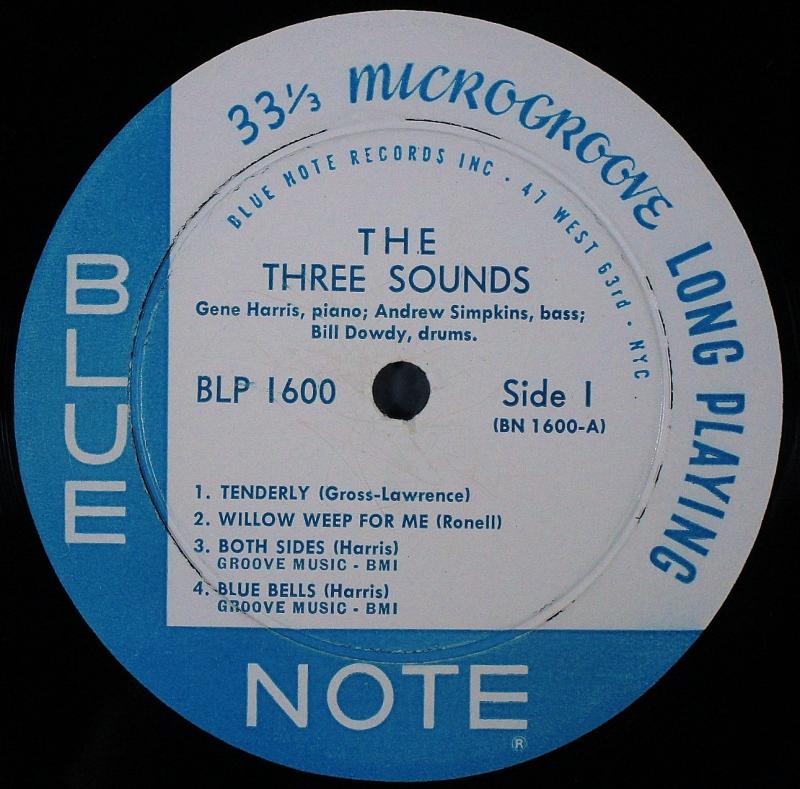 33⅓ MICROGROOVE LONG PLAYING
BLUE NOTE RECORDS INC · 47 WEST 63rd · NYC
THE
THREE SOUNDS
Gene Harris, piano; Andrew Simpkins, bass;
Bill Dowdy, drums.
BLP 1600
Side 1
(BN 1600-A)
1. TENDERLY (Gross-Lawrence)
2. WILLOW WEEP FOR ME (Ronell)
3. BOTH SIDES (Harris)
GROOVE MUSIC - BMI
4. BLUE BELLS (Harris)
GROOVE MUSIC - BMI
BLUE
NOTE
®